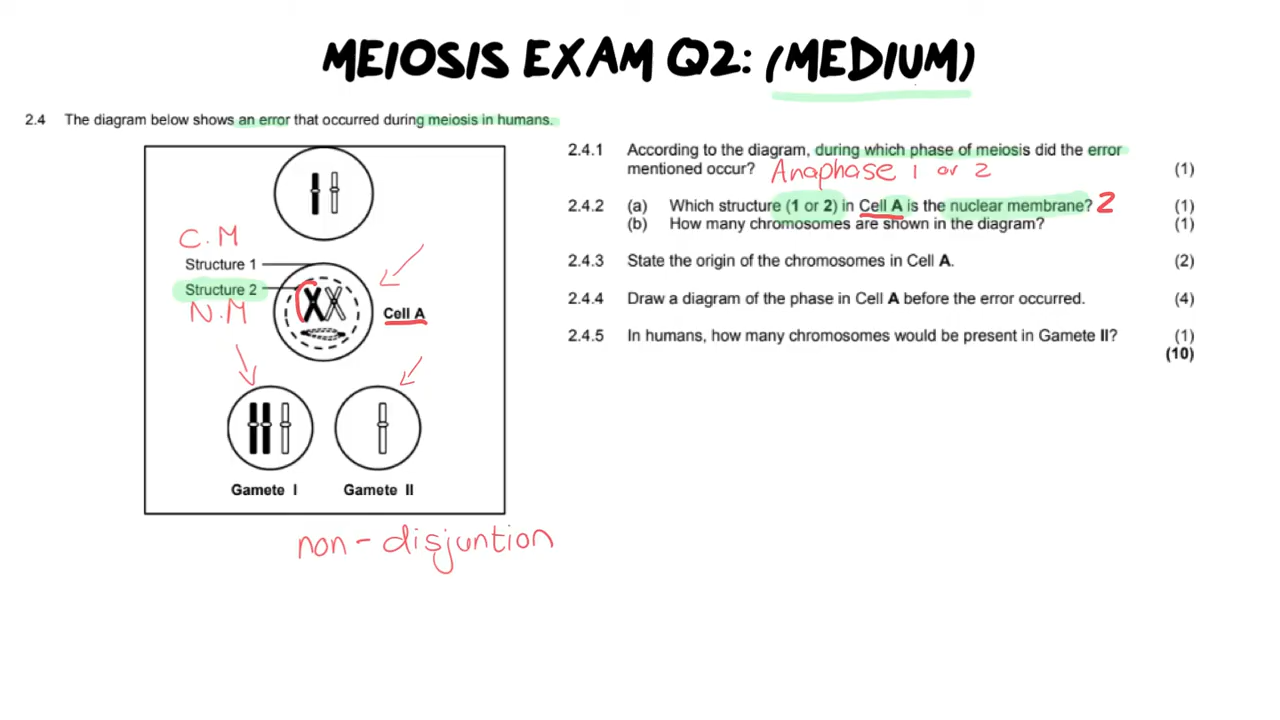 MEIOSIS EXAM Q2: (MEDIUM)
2.4 The diagram below shows an error that occurred during meiosis in humans.
C.M
Structure 1
Structure 2
N.M
Cell A
Gamete I
Gamete II
non-disjuntion
2.4.1 According to the diagram, during which phase of meiosis did the error
mentioned occur? Anaphase 1 or 2 (1)
2.4.2 (a) Which structure (1 or 2) in Cell A is the nuclear membrane? 2 (1)
(b) How many chromosomes are shown in the diagram? (1)
2.4.3 State the origin of the chromosomes in Cell A. (2)
2.4.4 Draw a diagram of the phase in Cell A before the error occurred. (4)
2.4.5 In humans, how many chromosomes would be present in Gamete II? (1)
(10)